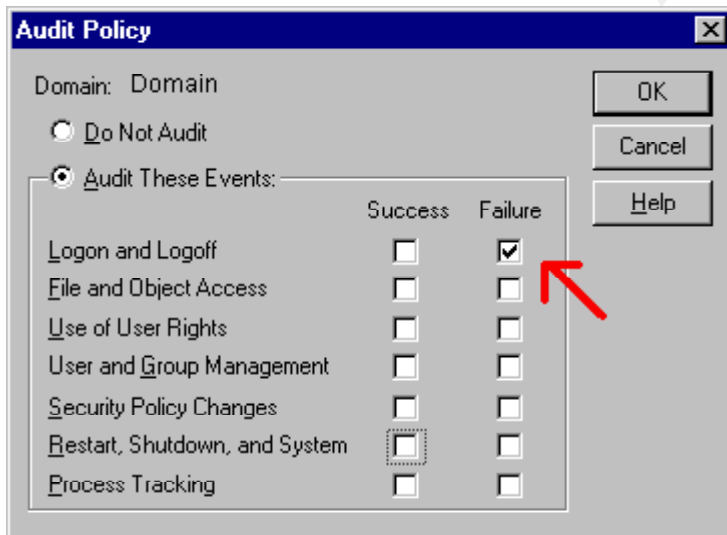 Audit Policy
Domain: Domain
OK
Do Not Audit
Cancel
Audit These Events:
Help
Success Failure
Logon and Logoff
File and Object Access
Use of User Rights
User and Group Management
Security Policy Changes
Restart, Shutdown, and System
Process Tracking